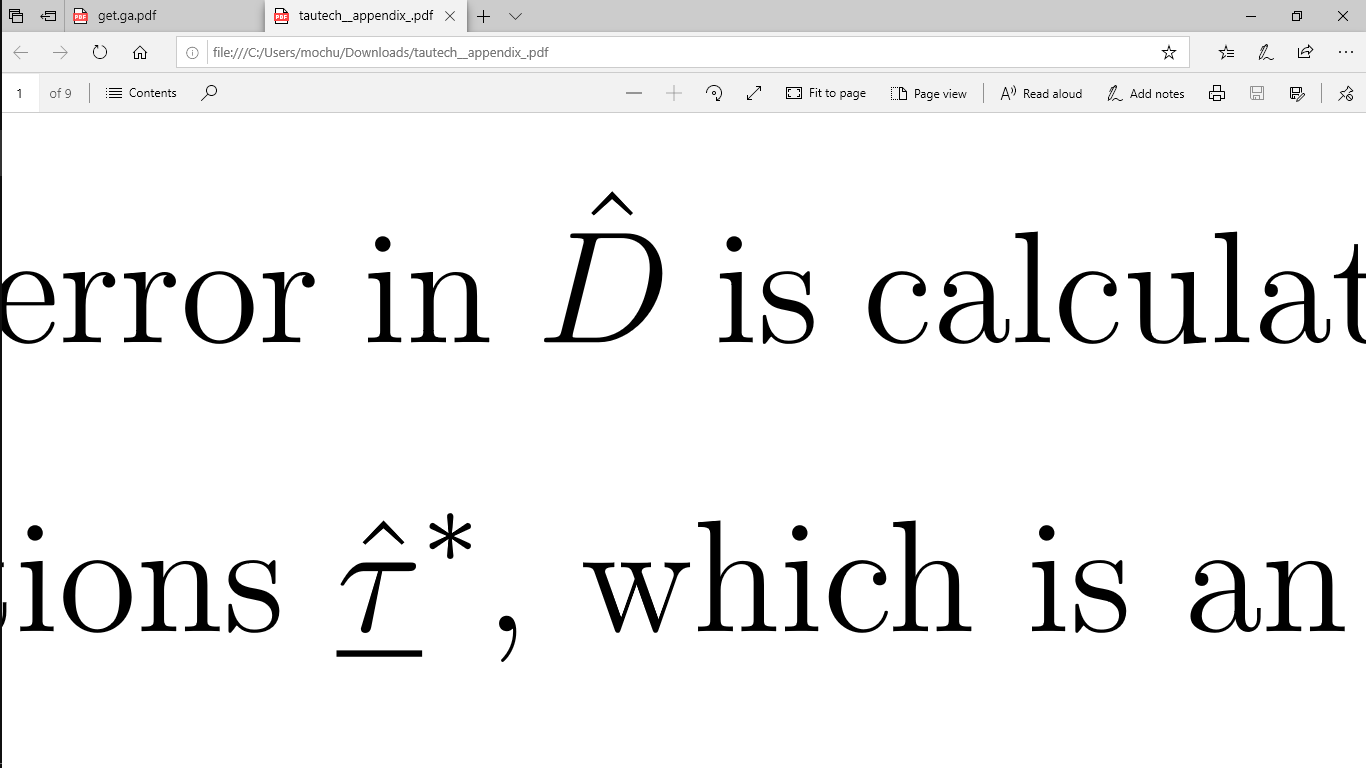 get.ga.pdf
tautech__appendix_.pdf
file:///C:/Users/mochu/Downloads/tautech__appendix_.pdf
1 of 9 Contents Fit to page Page view Read aloud Add notes
error in D̂ is calculat
ions τ̲̂*, which is an